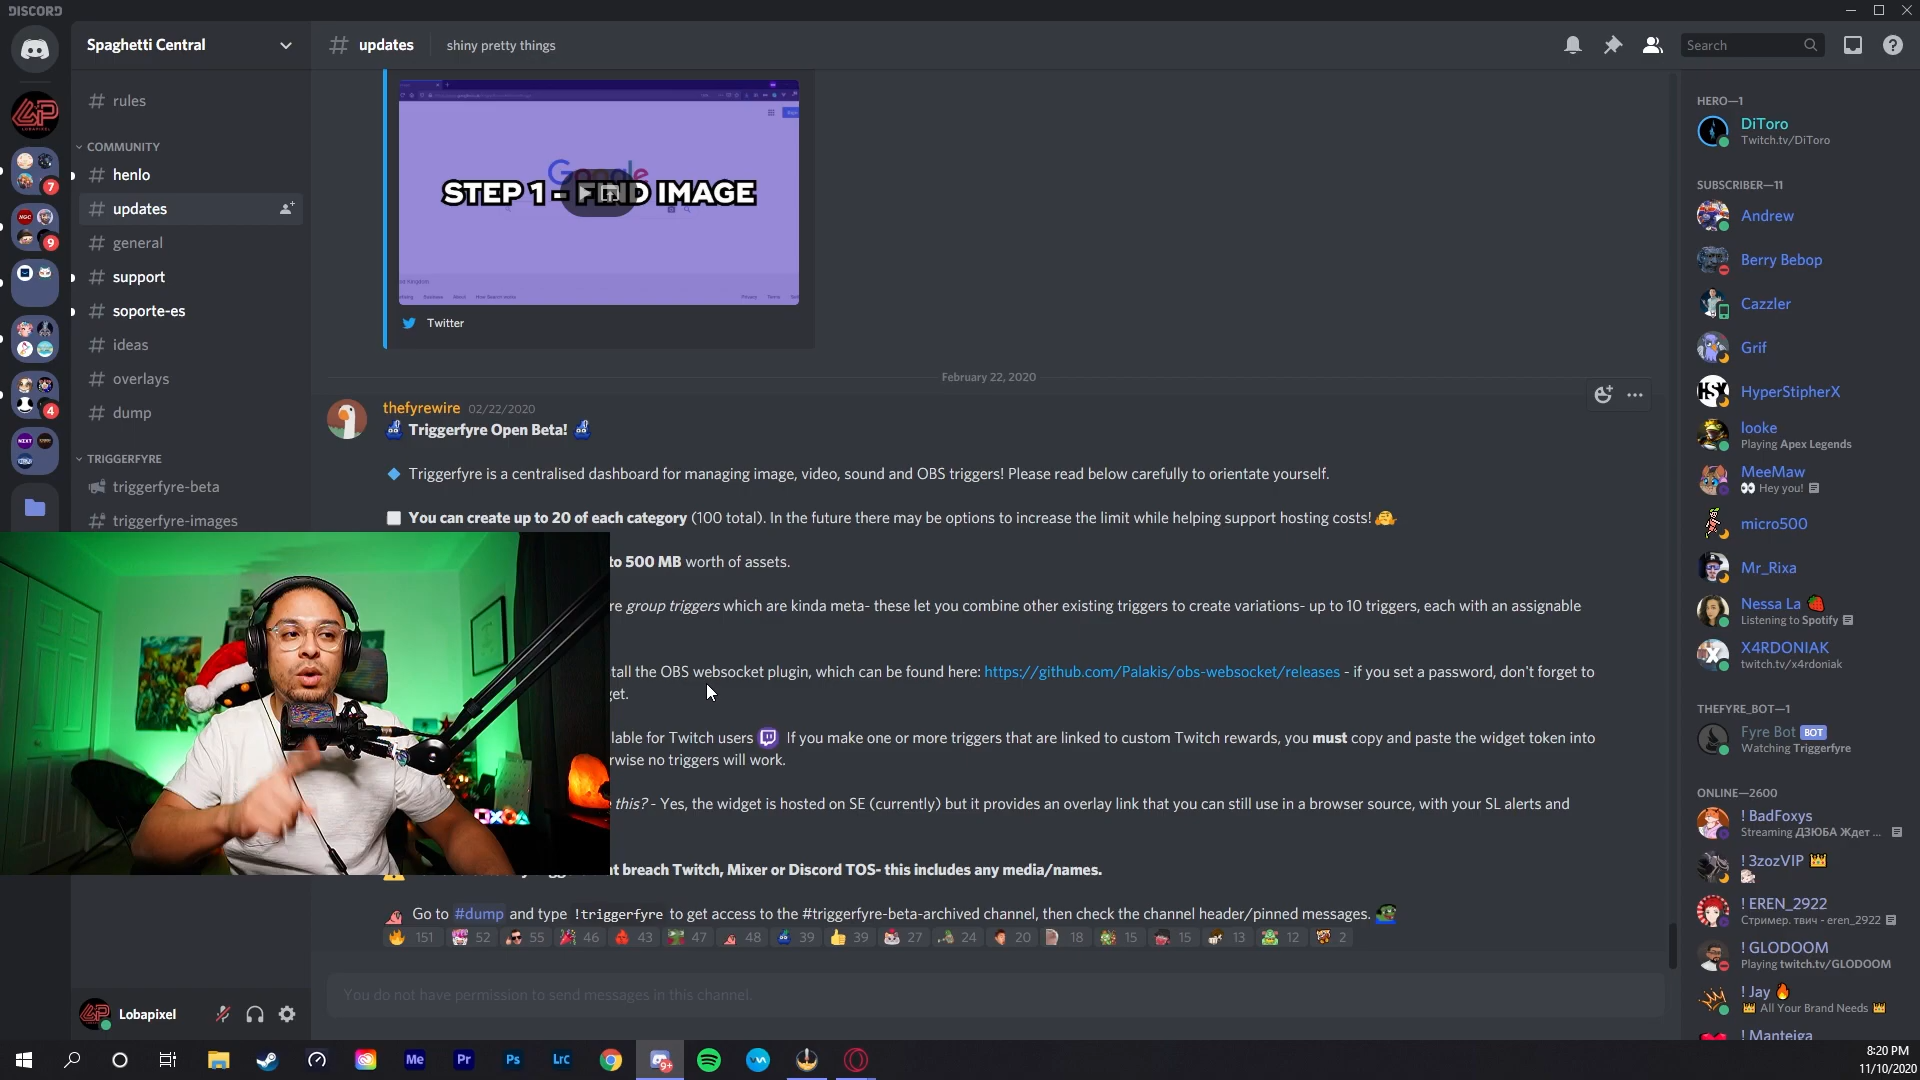 DISCORD
Spaghetti Central
updates
shiny pretty things
Search
rules
COMMUNITY
henlo
updates
general
support
soporte-es
ideas
overlays
dump
TRIGGERFYRE
triggerfyre-beta
triggerfyre-images
7
9
4
NGC
NEXT
LOBAPIXEL
Google
STEP 1 - FIND IMAGE
Twitter
February 22, 2020
thefyrewire 02/22/2020
Triggerfyre Open Beta!
Triggerfyre is a centralised dashboard for managing image, video, sound and OBS triggers! Please read below carefully to orientate yourself.
You can create up to 20 of each category (100 total). In the future there may be options to increase the limit while helping support hosting costs!
to 500 MB worth of assets.
re group triggers which are kinda meta- these let you combine other existing triggers to create variations- up to 10 triggers, each with an assignable
tall the OBS websocket plugin, which can be found here: https://github.com/Palakis/obs-websocket/releases - if you set a password, don't forget to
get.
lable for Twitch users If you make one or more triggers that are linked to custom Twitch rewards, you must copy and paste the widget token into
rwise no triggers will work.
this? - Yes, the widget is hosted on SE (currently) but it provides an overlay link that you can still use in a browser source, with your SL alerts and
t breach Twitch, Mixer or Discord TOS- this includes any media/names.
Go to #dump and type !triggerfyre to get access to the #triggerfyre-beta-archived channel, then check the channel header/pinned messages.
151 52 55 46 43 47 48 39 39 27 24 20 18 15 15 13 12 2
You do not have permission to send messages in this channel.
Lobapixel
HERO—1
DiToro
Twitch.tv/DiToro
SUBSCRIBER—11
Andrew
Berry Bebop
Cazzler
Grif
HyperStipherX
looke
Playing Apex Legends
MeeMaw
Hey you!
micro500
Mr_Rixa
Nessa La
Listening to Spotify
X4RDONIAK
twitch.tv/x4rdoniak
THEFYRE_BOT—1
Fyre Bot BOT
Watching Triggerfyre
ONLINE—2600
! BadFoxys
Streaming ДЗЮБА Ждет ...
! 3zozVIP
! EREN_2922
Стример. твич - eren_2922
! GLODOOM
Playing twitch.tv/GLODOOM
! Jay
All Your Brand Needs
! Manteiga
Me
Pr
Ps
Lrc
9+
8:20 PM
11/10/2020